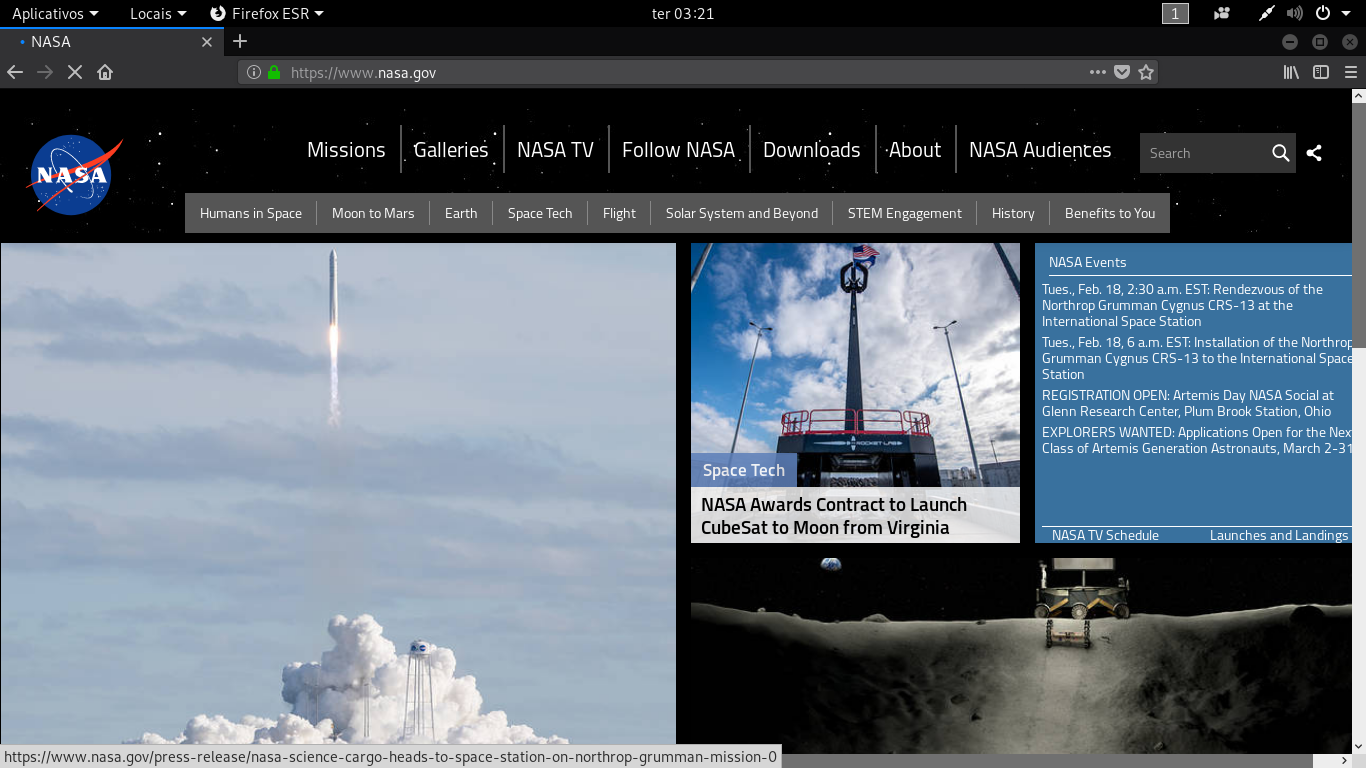 Aplicativos Locais Firefox ESR ter 03:21 1
NASA
https://www.nasa.gov
NASA
Missions Galleries NASA TV Follow NASA Downloads About NASA Audiences Search
Humans in Space Moon to Mars Earth Space Tech Flight Solar System and Beyond STEM Engagement History Benefits to You
ROCKET LAB
Space Tech
NASA Awards Contract to Launch
CubeSat to Moon from Virginia
NASA Events
Tues., Feb. 18, 2:30 a.m. EST: Rendezvous of the
Northrop Grumman Cygnus CRS-13 at the
International Space Station
Tues., Feb. 18, 6 a.m. EST: Installation of the Northrop
Grumman Cygnus CRS-13 to the International Space
Station
REGISTRATION OPEN: Artemis Day NASA Social at
Glenn Research Center, Plum Brook Station, Ohio
EXPLORERS WANTED: Applications Open for the Next
Class of Artemis Generation Astronauts, March 2-31
NASA TV Schedule Launches and Landings
https://www.nasa.gov/press-release/nasa-science-cargo-heads-to-space-station-on-northrop-grumman-mission-0